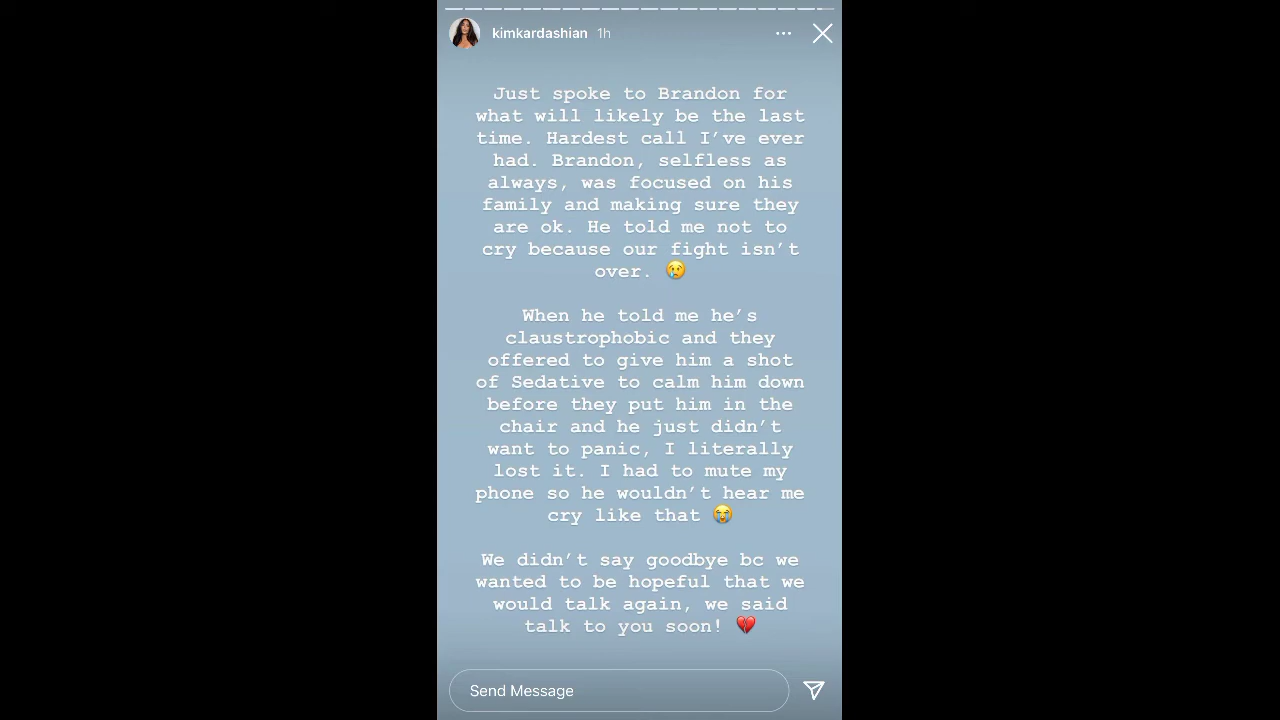 kimkardashian 1h
Just spoke to Brandon for
what will likely be the last
time. Hardest call I’ve ever
had. Brandon, selfless as
always, was focused on his
family and making sure they
are ok. He told me not to
cry because our fight isn’t
over. 😢
When he told me he’s
claustrophobic and they
offered to give him a shot
of Sedative to calm him down
before they put him in the
chair and he just didn’t
want to panic, I literally
lost it. I had to mute my
phone so he wouldn’t hear me
cry like that 😭
We didn’t say goodbye bc we
wanted to be hopeful that we
would talk again, we said
talk to you soon! 💔
Send Message